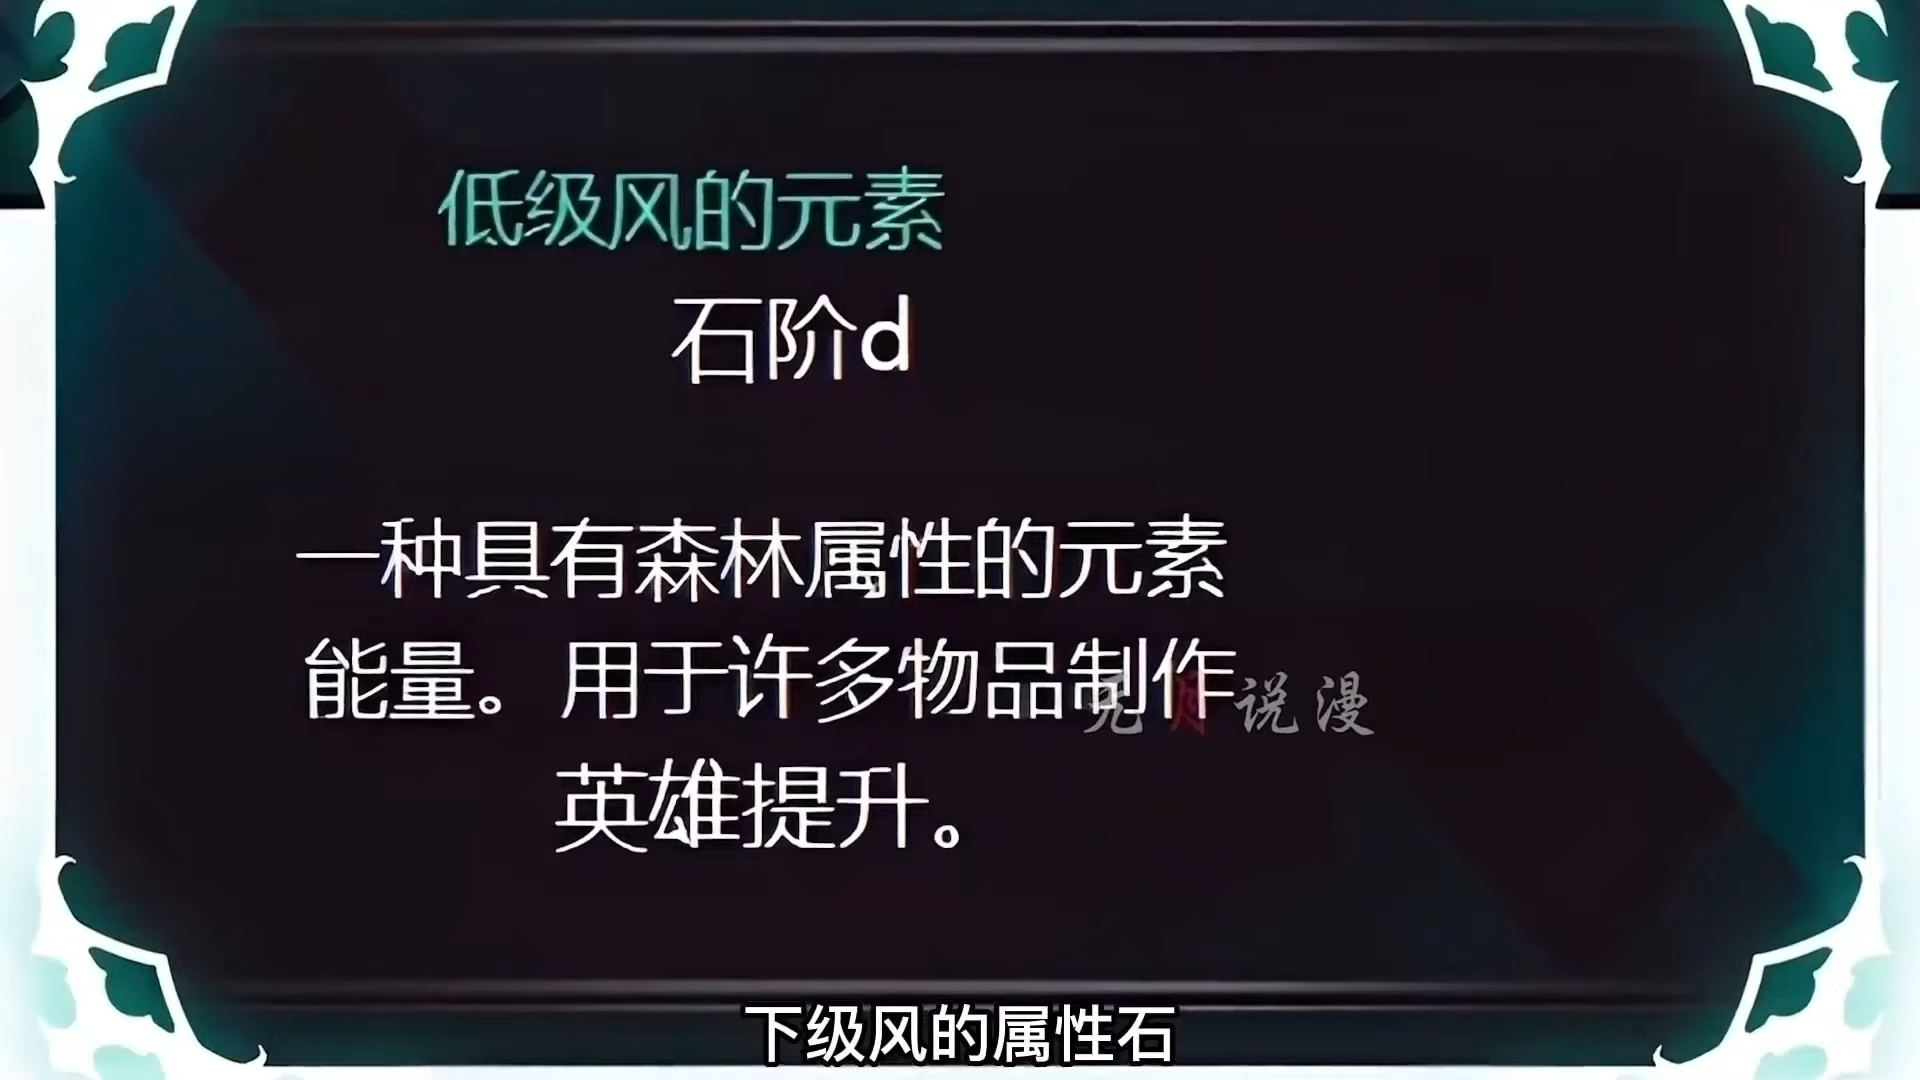 低级风的元素
石阶d
一种具有森林属性的元素
能量。用于许多物品制作
英雄提升。
说漫
下级风的属性石